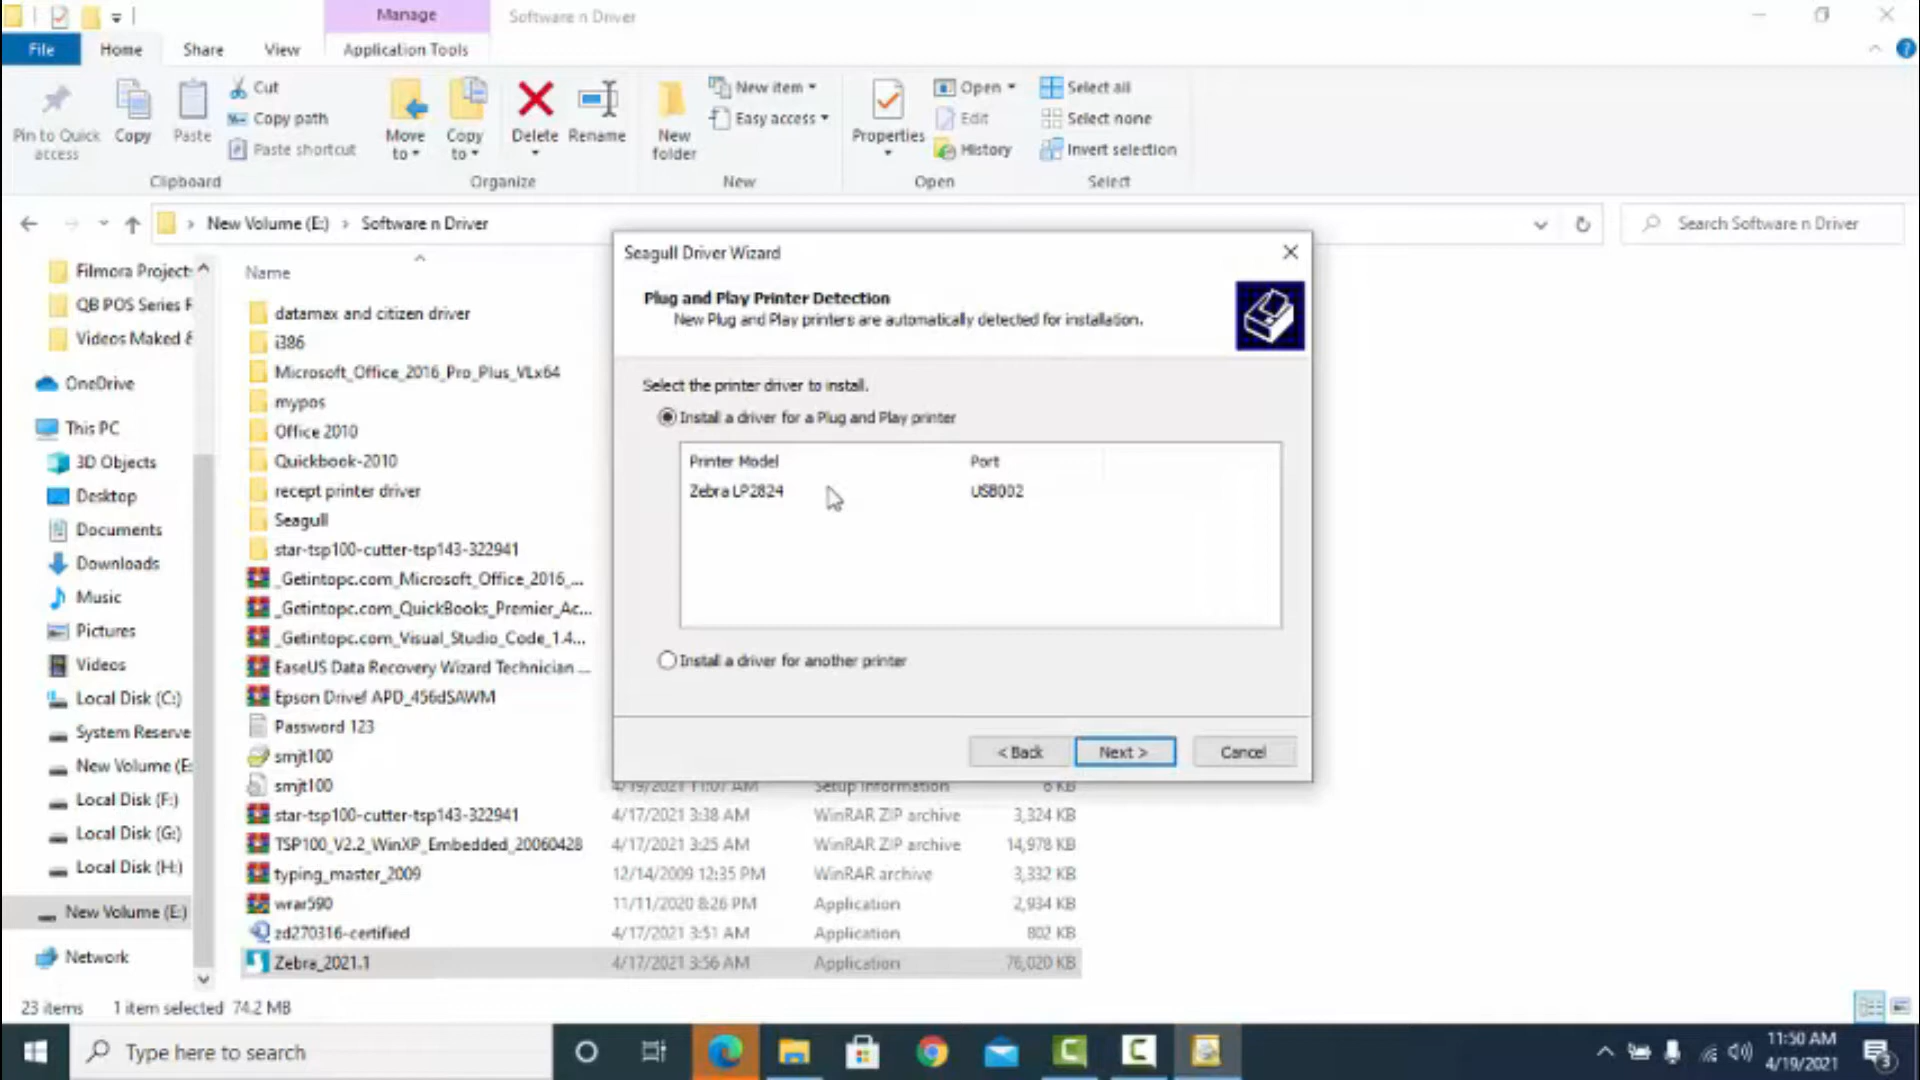 Manage
Software n Driver
File
Home
Share
View
Application Tools
Pin to Quick access
Copy
Paste
Cut
Copy path
Paste shortcut
Clipboard
Move to
Copy to
Delete
Rename
Organize
New folder
New item
Easy access
New
Properties
Open
Edit
History
Open
Select all
Select none
Invert selection
Select
New Volume (E:)
Software n Driver
Search Software n Driver
Filmora Project
QB POS Series F
Videos Maked &
OneDrive
This PC
3D Objects
Desktop
Documents
Downloads
Music
Pictures
Videos
Local Disk (C:)
System Reserve
New Volume (E:
Local Disk (F:)
Local Disk (G:)
Local Disk (H:)
New Volume (E:)
Network
Name
datamax and citizen driver
i386
Microsoft_Office_2016_Pro_Plus_VLx64
mypos
Office 2010
Quickbook-2010
recept printer driver
Seagull
star-tsp100-cutter-tsp143-322941
_Getintopc.com_Microsoft_Office_2016_...
_Getintopc.com_QuickBooks_Premier_Ac...
_Getintopc.com_Visual_Studio_Code_1.4...
EaseUS Data Recovery Wizard Technician ...
Epson Drivef APD_456dSAWM
Password 123
smjt100
smjt100 4/19/2021 11:07 AM Setup Information 6 KB
star-tsp100-cutter-tsp143-322941 4/17/2021 3:38 AM WinRAR ZIP archive 3,324 KB
TSP100_V2.2_WinXP_Embedded_20060428 4/17/2021 3:25 AM WinRAR ZIP archive 14,978 KB
typing_master_2009 12/14/2009 12:35 PM WinRAR archive 3,332 KB
wrar590 11/11/2020 8:26 PM Application 2,934 KB
zd270316-certified 4/17/2021 3:51 AM Application 802 KB
Zebra_2021.1 4/17/2021 3:56 AM Application 76,020 KB
Seagull Driver Wizard
Plug and Play Printer Detection
New Plug and Play printers are automatically detected for installation.
Select the printer driver to install.
Install a driver for a Plug and Play printer
Printer Model Port
Zebra LP2824 USB002
Install a driver for another printer
< Back
Next >
Cancel
23 items 1 item selected 74.2 MB
Type here to search
11:50 AM
4/19/2021
3